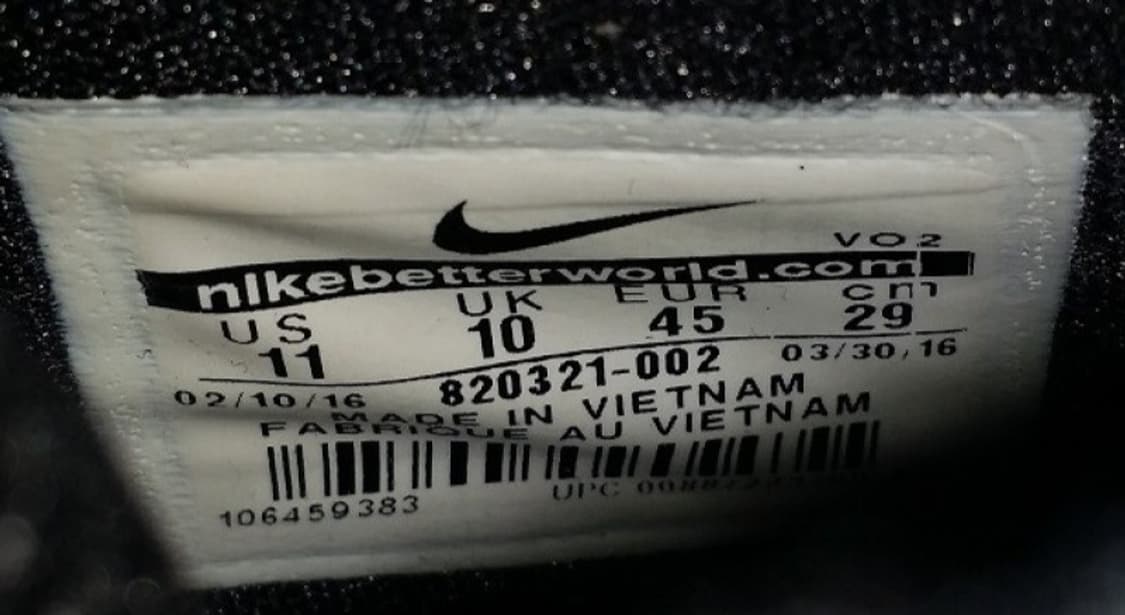 VO2
nikebetterworld.com
US UK EUR cm
11 10 45 29
02/10/16 820321-002 03/30/16
MADE IN VIETNAM
FABRIQUE AU VIETNAM
106459383 UPC